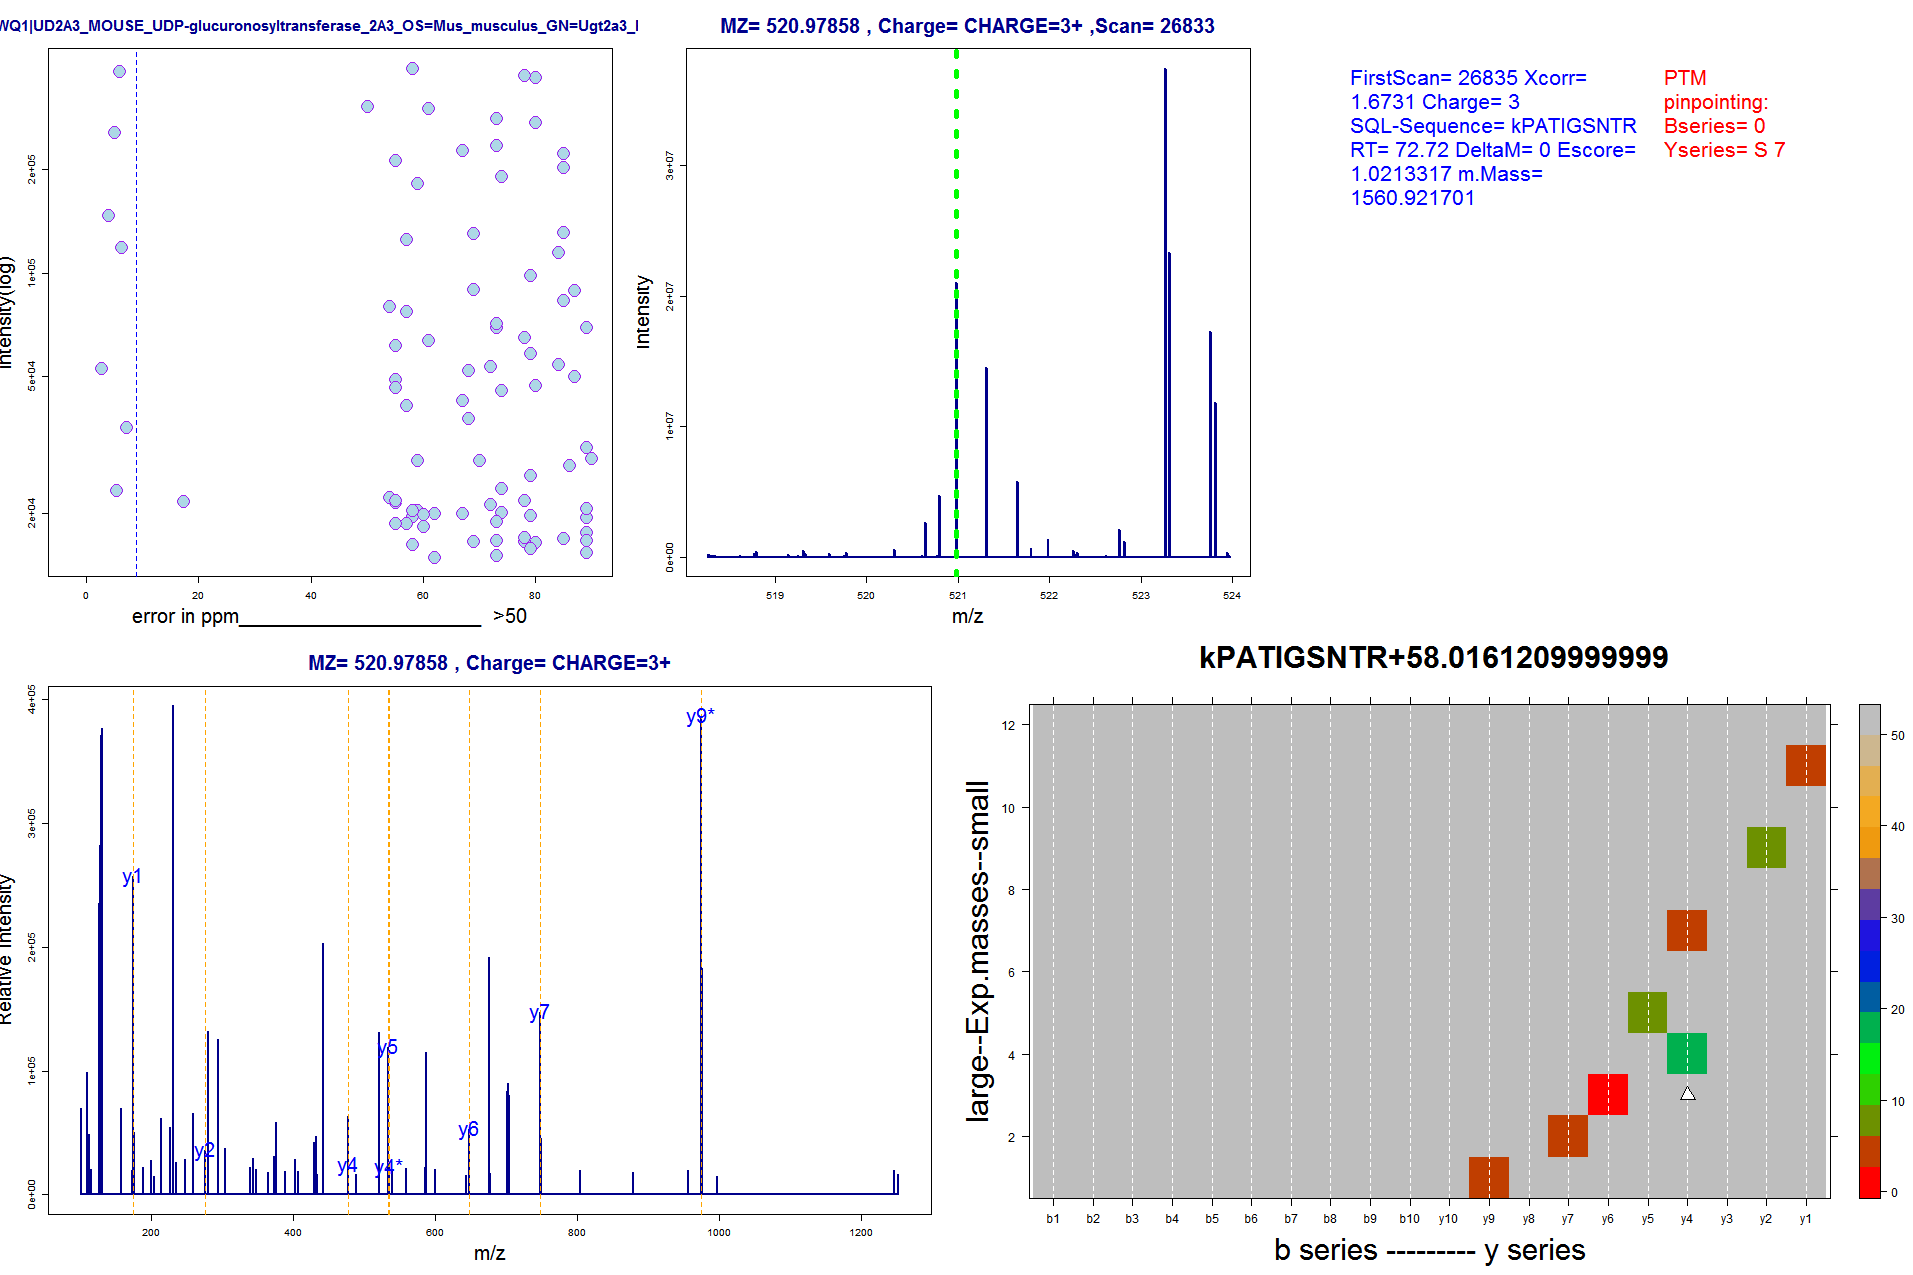 WQ1|UD2A3_MOUSE_UDP-glucuronosyltransferase_2A3_OS=Mus_musculus_GN=Ugt2a3_
Intensity(log)
2e+04 5e+04 1e+05 2e+05
0 20 40 60 80
error in ppm______________________ >50
MZ= 520.97858 , Charge= CHARGE=3+ ,Scan= 26833
Intensity
0e+00 1e+07 2e+07 3e+07
519 520 521 522 523 524
m/z
FirstScan= 26835 Xcorr=
1.6731 Charge= 3
SQL-Sequence= kPATIGSNTR
RT= 72.72 DeltaM= 0 Escore=
1.0213317 m.Mass=
1560.921701
PTM
pinpointing:
Bseries= 0
Yseries= S 7
MZ= 520.97858 , Charge= CHARGE=3+
Relative Intensity
0e+00 1e+05 2e+05 3e+05 4e+05
y1
y2
y4
y4*
y5
y6
y7
y9*
200 400 600 800 1000 1200
m/z
kPATIGSNTR+58.0161209999999
large--Exp.masses--small
12
10
8
6
4
2
b1 b2 b3 b4 b5 b6 b7 b8 b9 b10 y10 y9 y8 y7 y6 y5 y4 y3 y2 y1
b series --------- y series
50
40
30
20
10
0